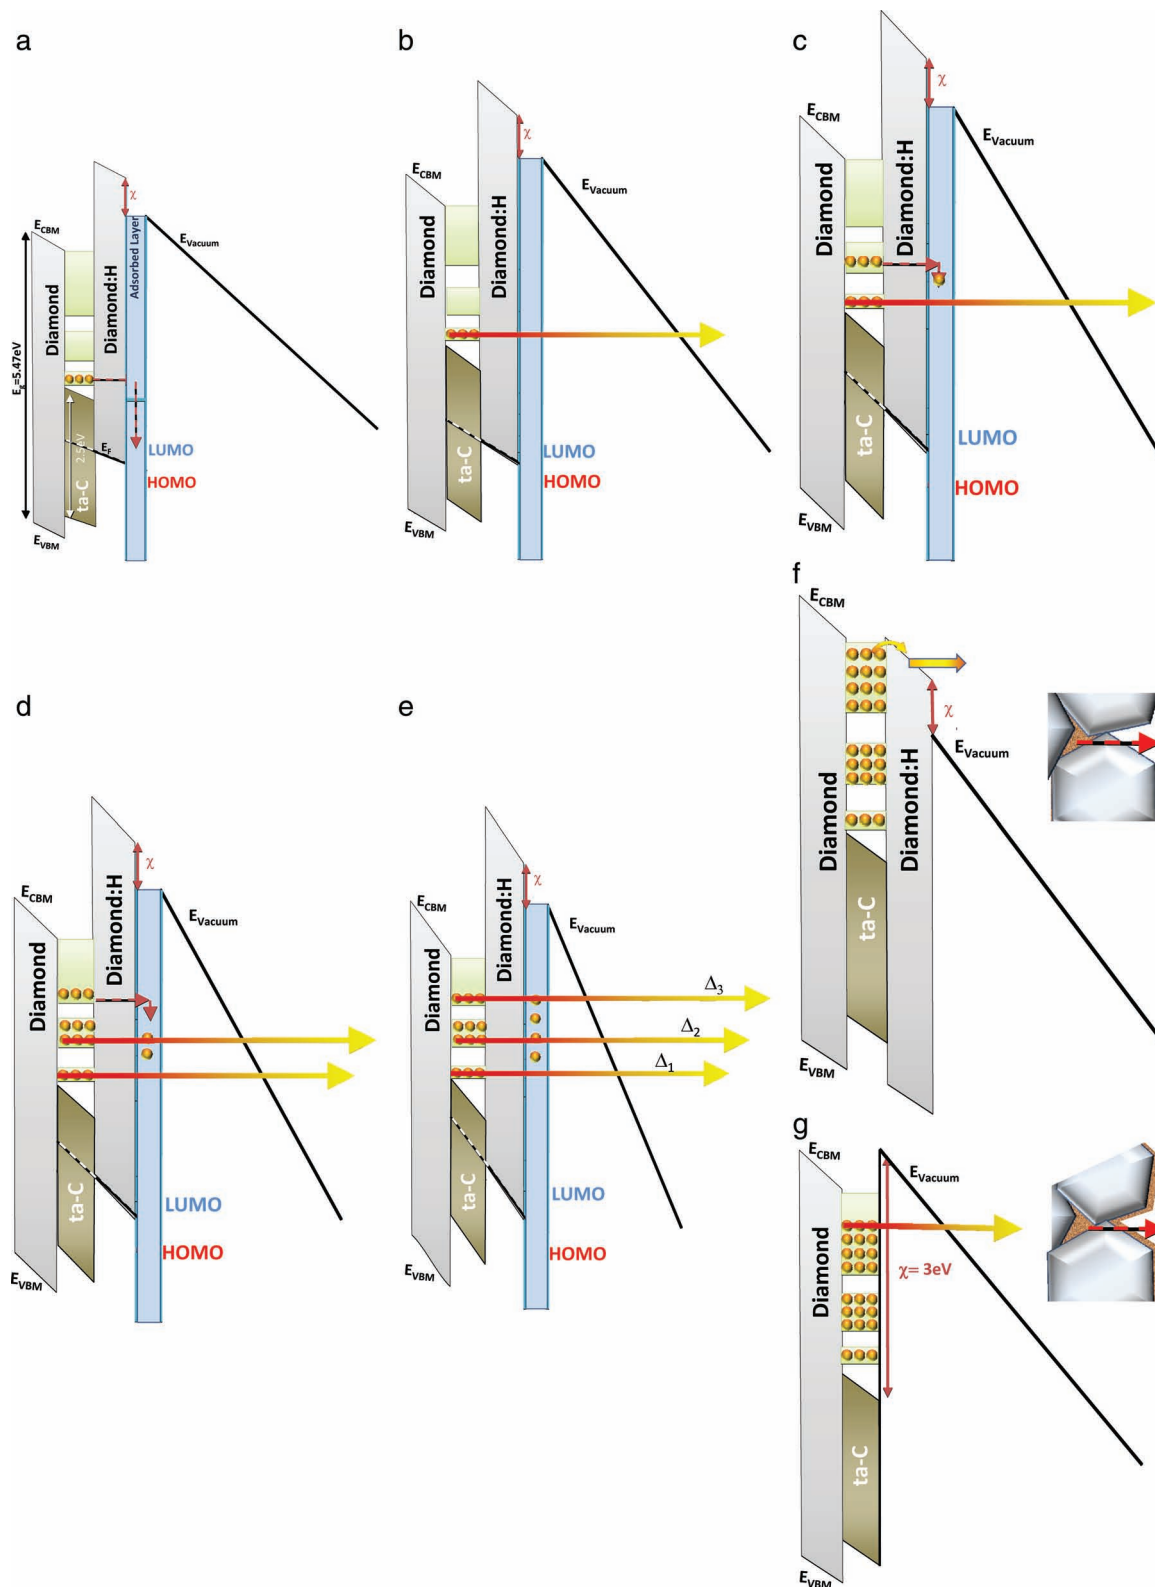 a
E_CBM
χ
E_Vacuum
Adsorbed Layer
Diamond
Diamond:H
E_g=5.47eV
2.5eV
E_F
ta-C
LUMO
HOMO
E_VBM
b
E_CBM
χ
E_Vacuum
Diamond
Diamond:H
ta-C
LUMO
HOMO
E_VBM
c
E_CBM
χ
E_Vacuum
Diamond
Diamond:H
ta-C
LUMO
HOMO
E_VBM
f
E_CBM
χ
E_Vacuum
Diamond
Diamond:H
ta-C
E_VBM
d
E_CBM
χ
E_Vacuum
Diamond
Diamond:H
ta-C
LUMO
HOMO
E_VBM
e
E_CBM
χ
E_Vacuum
Diamond
Diamond:H
Δ3
Δ2
Δ1
ta-C
LUMO
HOMO
E_VBM
g
E_CBM
E_Vacuum
Diamond
χ= 3eV
ta-C
E_VBM